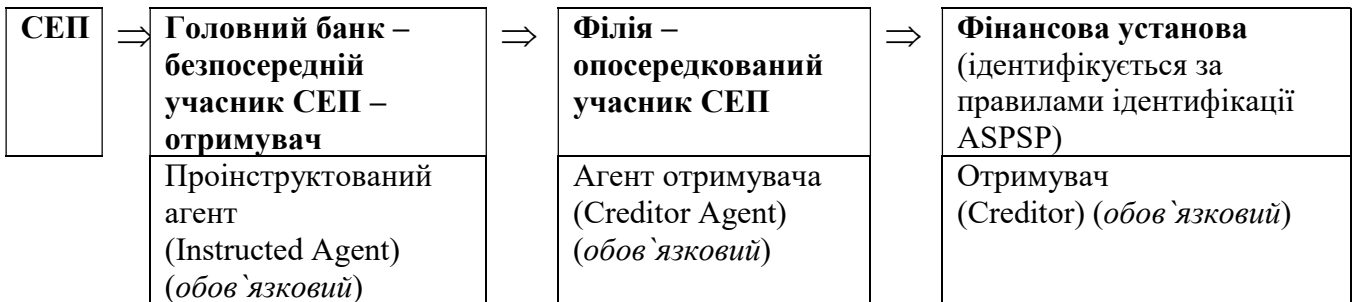 СЕП
⇒
Головний банк –
безпосередній
учасник СЕП –
отримувач
⇒
Філія –
опосередкований
учасник СЕП
⇒
Фінансова установа
(ідентифікується за
правилами ідентифікації
ASPSP)
Проінструктований
агент
(Instructed Agent)
(обов`язковий)
Агент отримувача
(Creditor Agent)
(обов`язковий)
Отримувач
(Creditor) (обов`язковий)